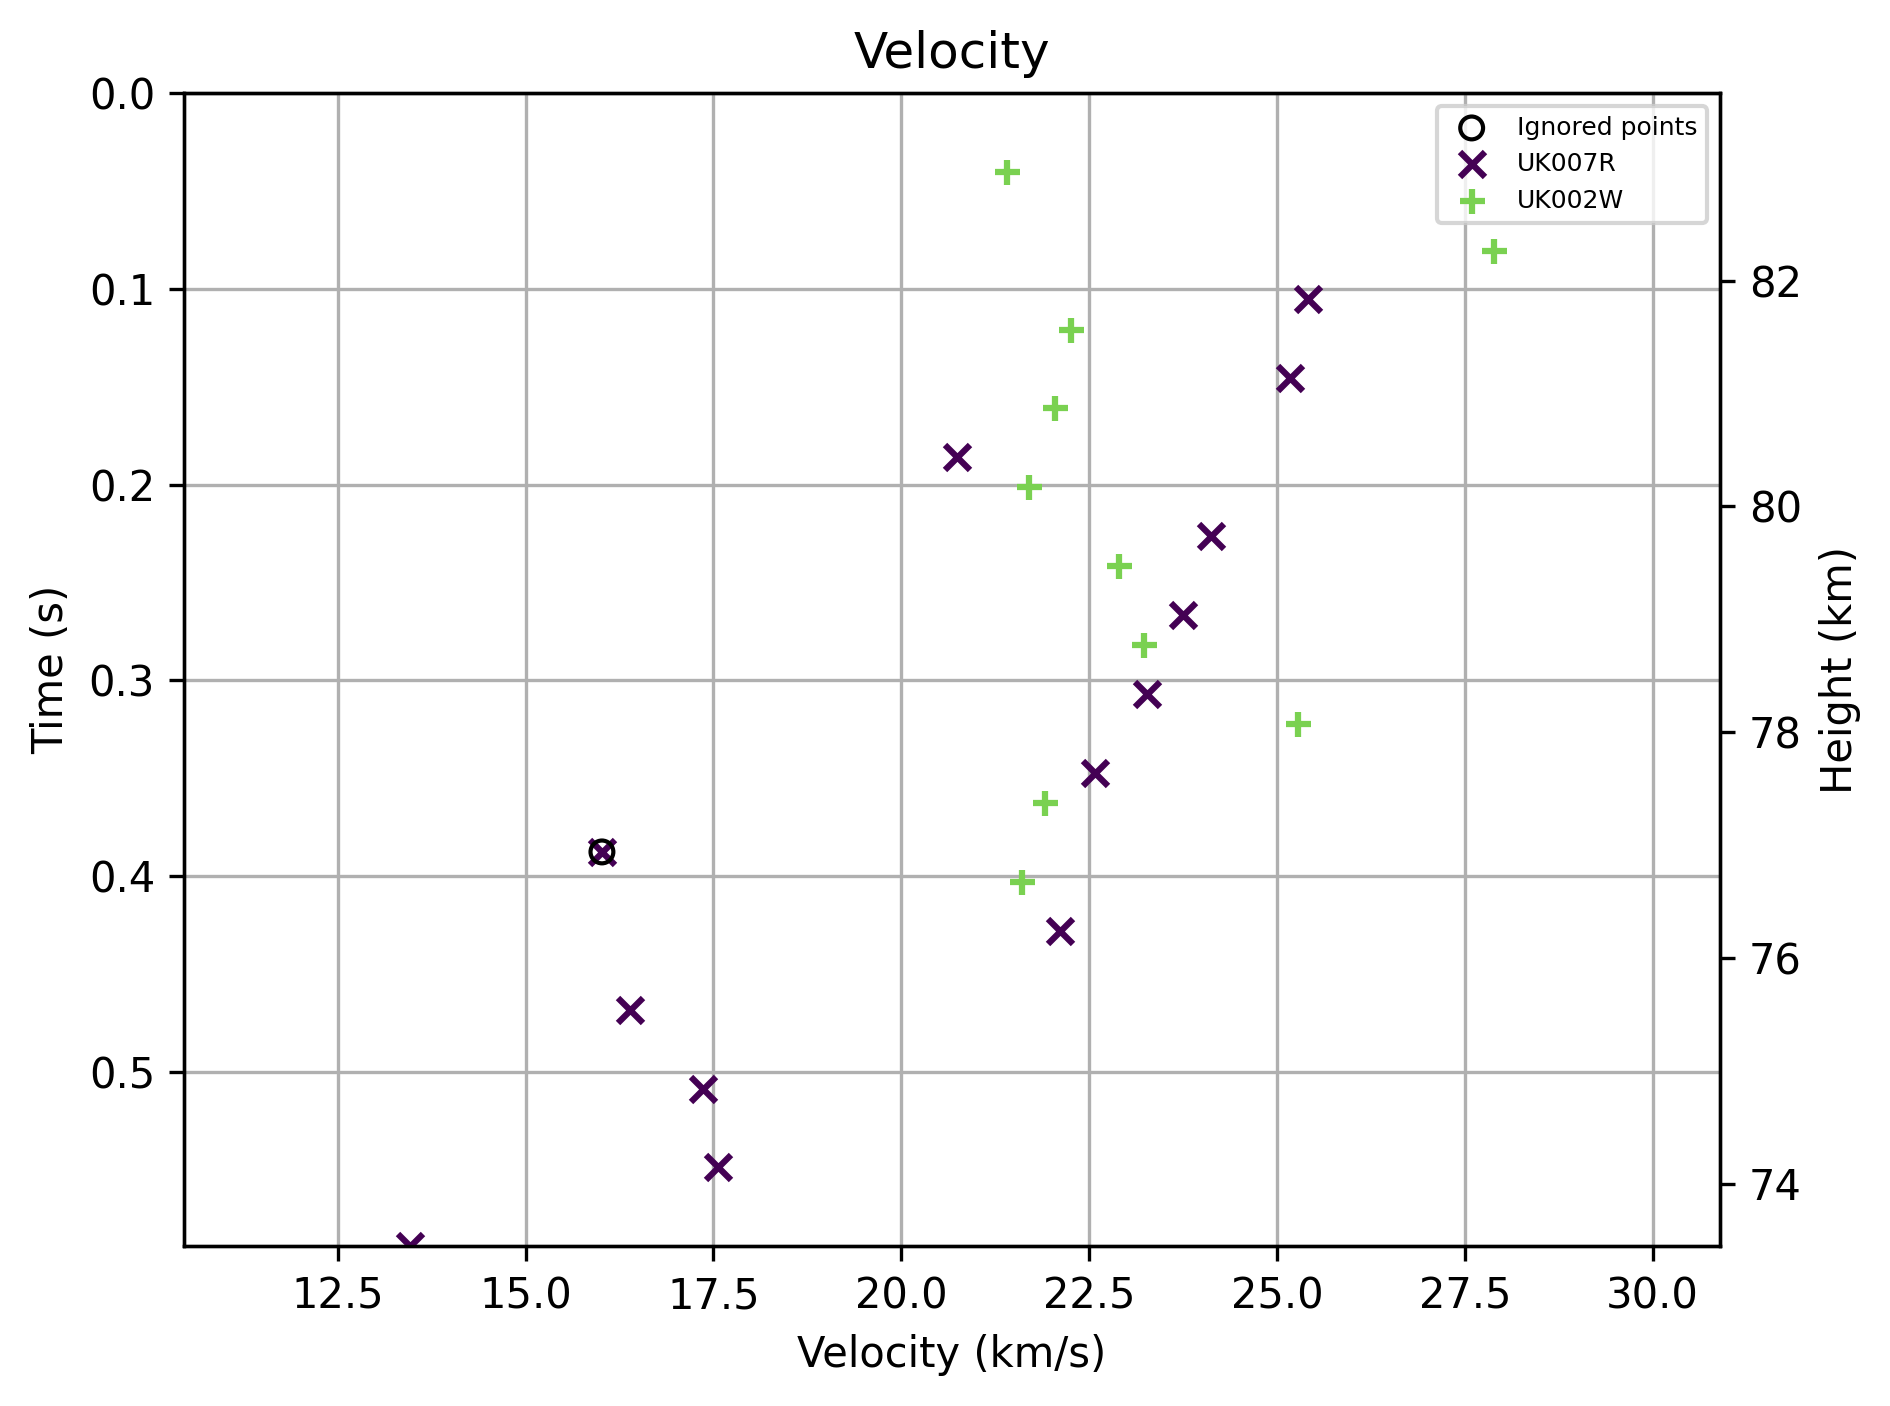 Velocity
Ignored points
UK007R
UK002W
0.0
0.1
0.2
0.3
0.4
0.5
Time (s)
82
80
78
76
74
Height (km)
12.5 15.0 17.5 20.0 22.5 25.0 27.5 30.0
Velocity (km/s)